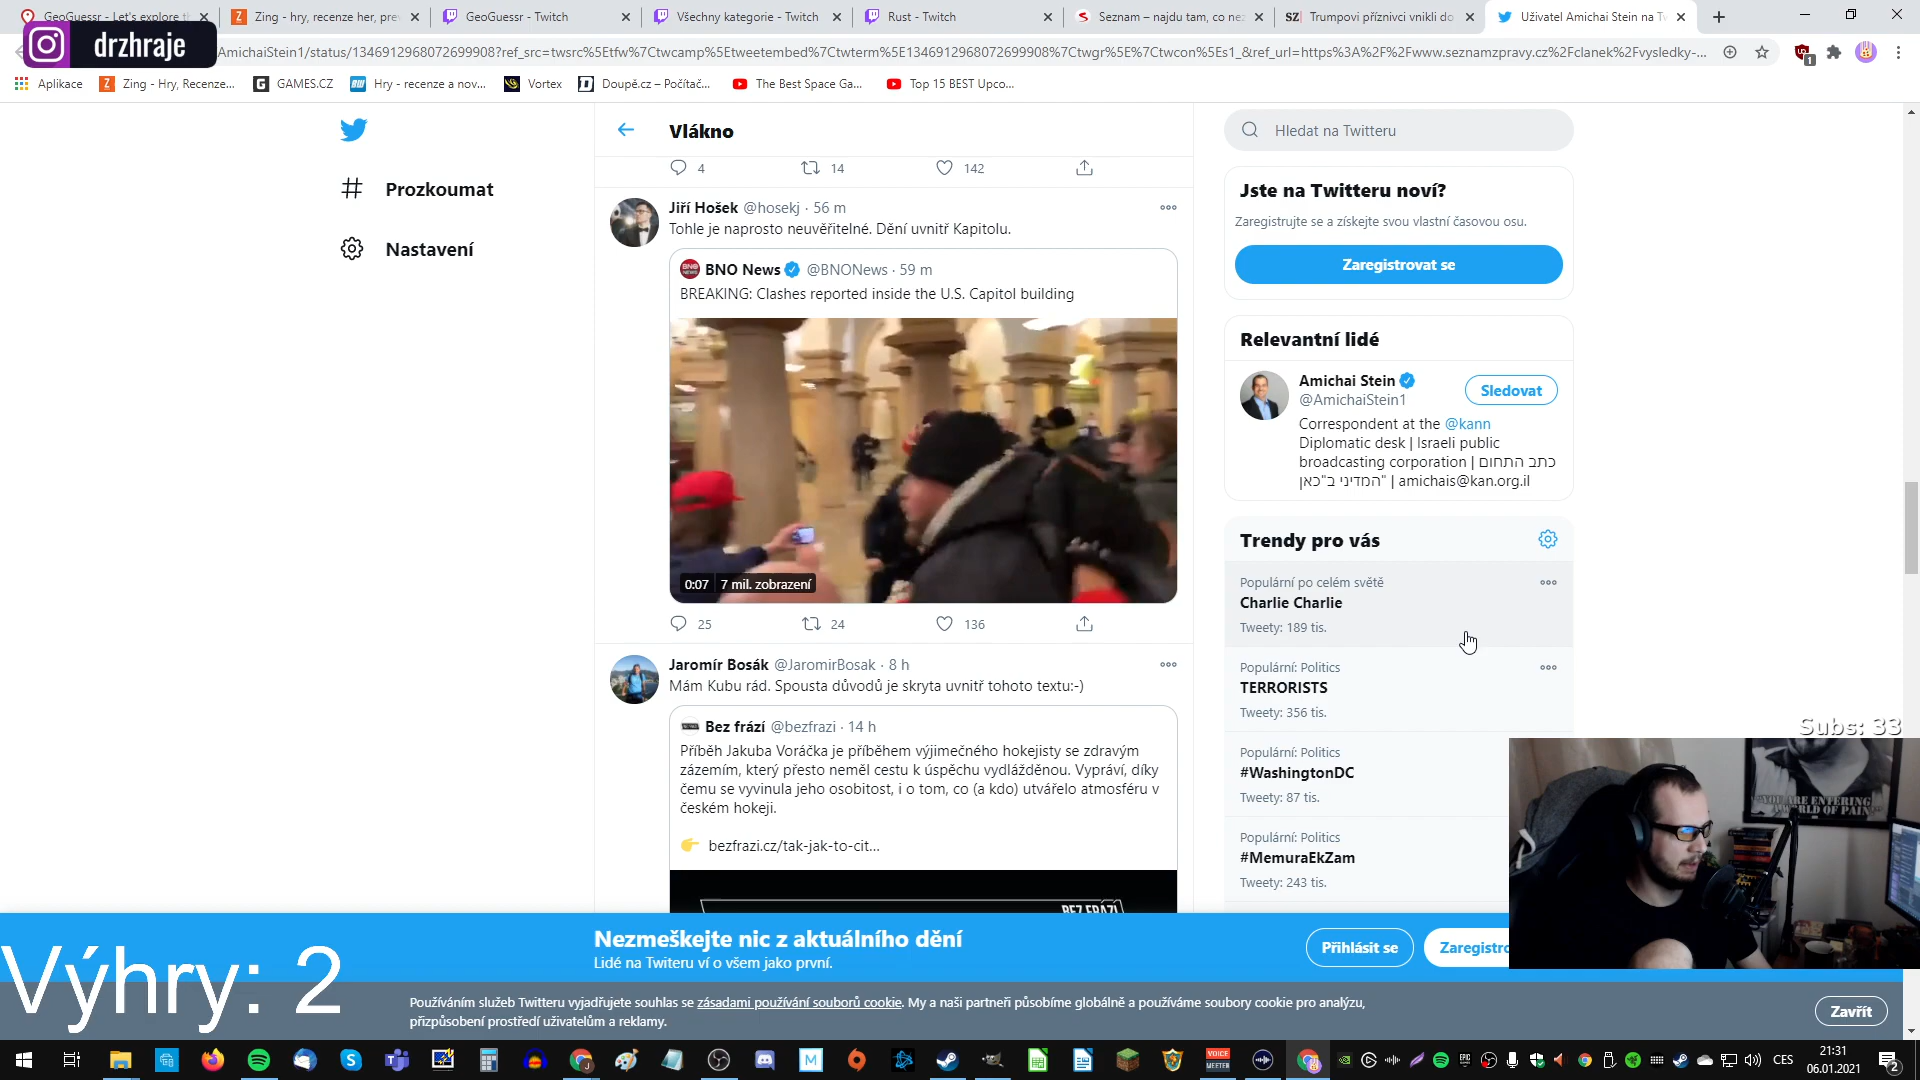 GeoGuessr - Let's explore t
Zing - hry, recenze her, pre
GeoGuessr - Twitch
Všechny kategorie - Twitch
Rust - Twitch
Seznam – najdu tam, co ne
Trumpovi příznivci vnikli do
Uživatel Amichai Stein na Tw
drzhraje
AmichaiStein1/status/1346912968072699908?ref_src=twsrc%5Etfw%7Ctwcamp%5Etweetembed%7Ctwterm%5E1346912968072699908%7Ctwgr%5E%7Ctwcon%5Es1_&ref_url=https%3A%2F%2Fwww.seznamzpravy.cz%2Fclanek%2Fvysledky-...
Aplikace
Zing - Hry, Recenze...
GAMES.CZ
Hry - recenze a nov...
Vortex
Doupě.cz – Počítač...
The Best Space Ga...
Top 15 BEST Upco...
Prozkoumat
Nastavení
Vlákno
4 14 142
Jiří Hošek @hosekj · 56 m
Tohle je naprosto neuvěřitelné. Dění uvnitř Kapitolu.
BNO News @BNONews · 59 m
BREAKING: Clashes reported inside the U.S. Capitol building
0:07 7 mil. zobrazení
25 24 136
Jaromír Bosák @JaromirBosak · 8 h
Mám Kubu rád. Spousta důvodů je skryta uvnitř tohoto textu:-)
Bez frází @bezfrazi · 14 h
Příběh Jakuba Voráčka je příběhem výjimečného hokejisty se zdravým
zázemím, který přesto neměl cestu k úspěchu vydlážděnou. Vypráví, díky
čemu se vyvinula jeho osobitost, i o tom, co (a kdo) utvářelo atmosféru v
českém hokeji.
bezfrazi.cz/tak-jak-to-cit...
BEZ FRÁZÍ
Hledat na Twitteru
Jste na Twitteru noví?
Zaregistrujte se a získejte svou vlastní časovou osu.
Zaregistrovat se
Relevantní lidé
Amichai Stein
@AmichaiStein1
Sledovat
Correspondent at the @kann
Diplomatic desk | Israeli public
broadcasting corporation | כתב התחום
המדיני ב"כאן" | amichais@kan.org.il
Trendy pro vás
Populární po celém světě
Charlie Charlie
Tweety: 189 tis.
Populární: Politics
TERRORISTS
Tweety: 356 tis.
Populární: Politics
#WashingtonDC
Tweety: 87 tis.
Populární: Politics
#MemuraEkZam
Tweety: 243 tis.
Subs: 33
YOU ARE ENTERING
A WORLD OF PAIN
Výhry: 2
Nezmeškejte nic z aktuálního dění
Lidé na Twiteru ví o všem jako první.
Přihlásit se
Zaregistro
Používáním služeb Twitteru vyjadřujete souhlas se zásadami používání souborů cookie. My a naši partneři působíme globálně a používáme soubory cookie pro analýzu,
přizpůsobení prostředí uživatelům a reklamy.
Zavřít
CES
21:31
06.01.2021
2